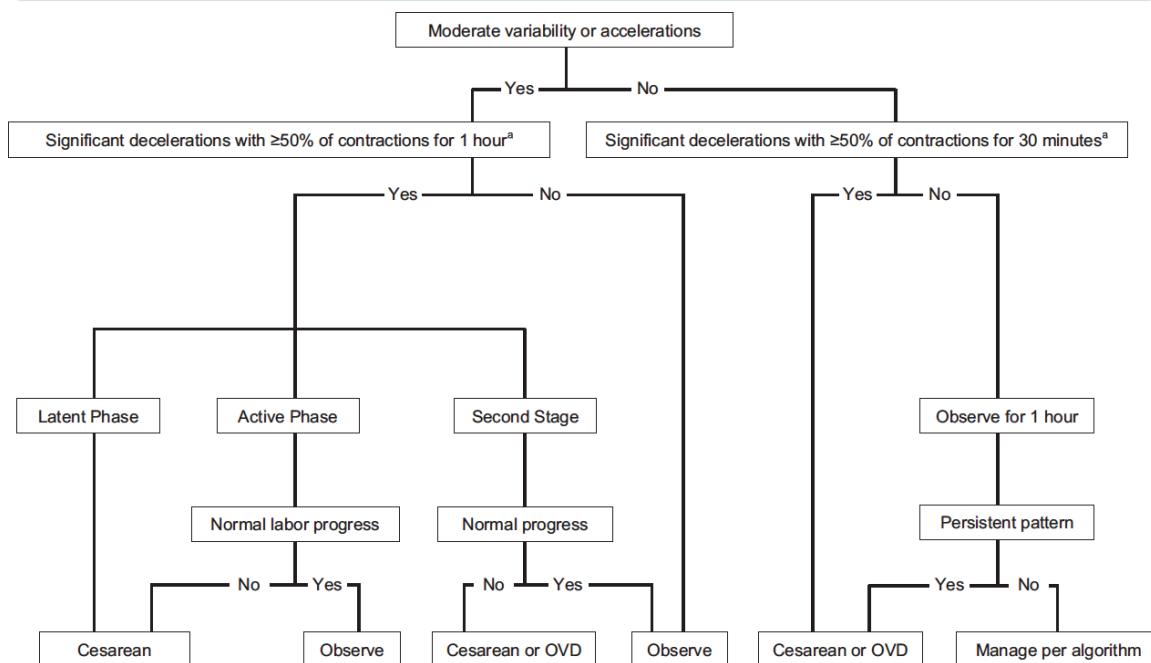 Moderate variability or accelerations
Yes No
Significant decelerations with ≥50% of contractions for 1 hourᵃ
Significant decelerations with ≥50% of contractions for 30 minutesᵃ
Yes No
Yes No
Latent Phase
Active Phase
Second Stage
Observe for 1 hour
Normal labor progress
Normal progress
Persistent pattern
No Yes
No Yes
Yes No
Cesarean
Observe
Cesarean or OVD
Observe
Cesarean or OVD
Manage per algorithm